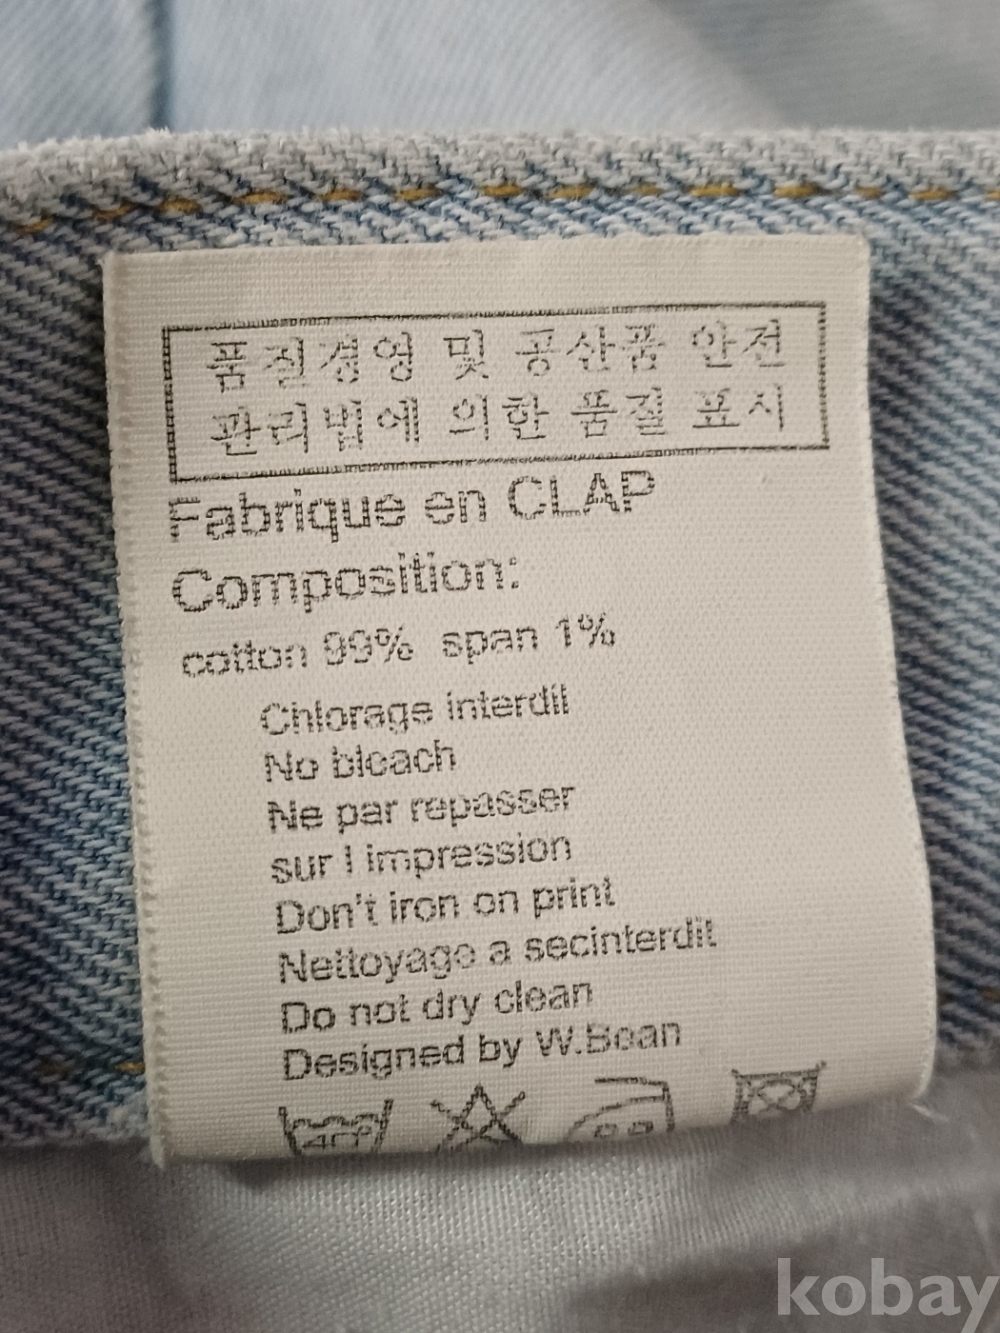 품질경영 및 공산품 안전
관리법에 의한 품질 표시
Fabrique en CLAP
Composition:
cotton 99% span 1%
Chlorage interdil
No bleach
Ne par repasser
sur l impression
Don't iron on print
Nettoyage a secinterdit
Do not dry clean
Designed by W.Bean
kobay